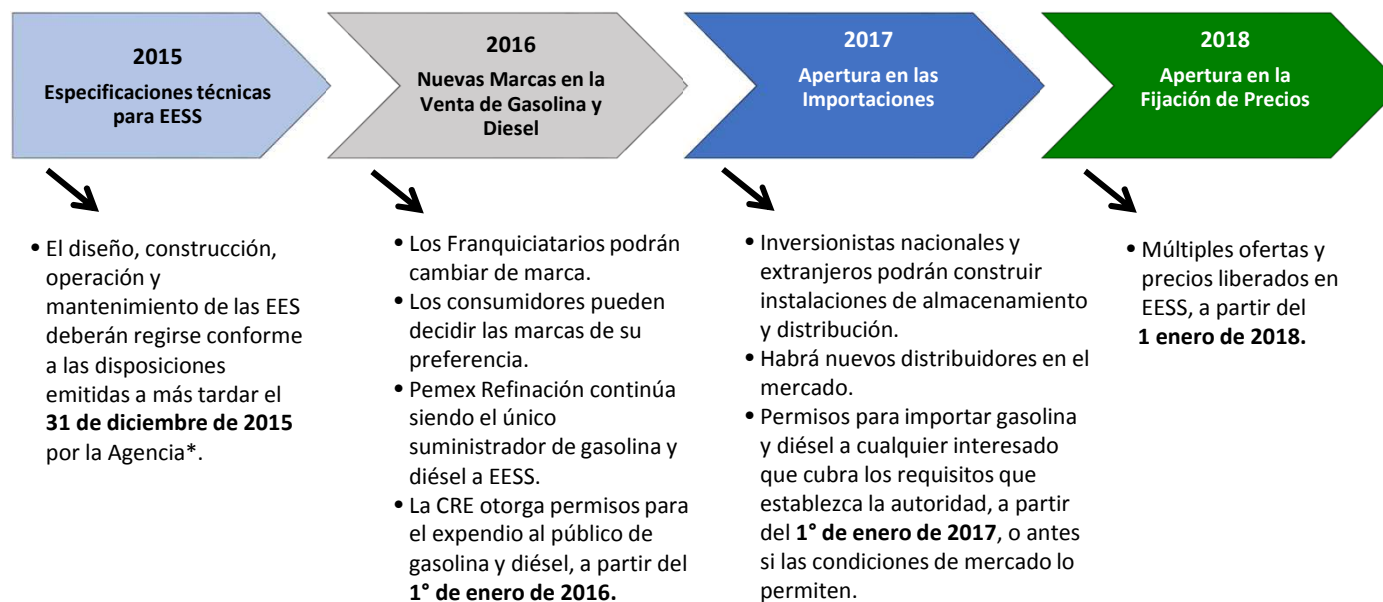 2015
Especificaciones técnicas
para EESS
2016
Nuevas Marcas en la
Venta de Gasolina y
Diesel
2017
Apertura en las
Importaciones
2018
Apertura en la
Fijación de Precios
• El diseño, construcción,
operación y
mantenimiento de las EES
deberán regirse conforme
a las disposiciones
emitidas a más tardar el
31 de diciembre de 2015
por la Agencia*.
• Los Franquiciatarios podrán
cambiar de marca.
• Los consumidores pueden
decidir las marcas de su
preferencia.
• Pemex Refinación continúa
siendo el único
suministrador de gasolina y
diésel a EESS.
• La CRE otorga permisos para
el expendio al público de
gasolina y diésel, a partir del
1° de enero de 2016.
• Inversionistas nacionales y
extranjeros podrán construir
instalaciones de almacenamiento
y distribución.
• Habrá nuevos distribuidores en el
mercado.
• Permisos para importar gasolina
y diésel a cualquier interesado
que cubra los requisitos que
establezca la autoridad, a partir
del 1° de enero de 2017, o antes
si las condiciones de mercado lo
permiten.
• Múltiples ofertas y
precios liberados en
EESS, a partir del
1 enero de 2018.